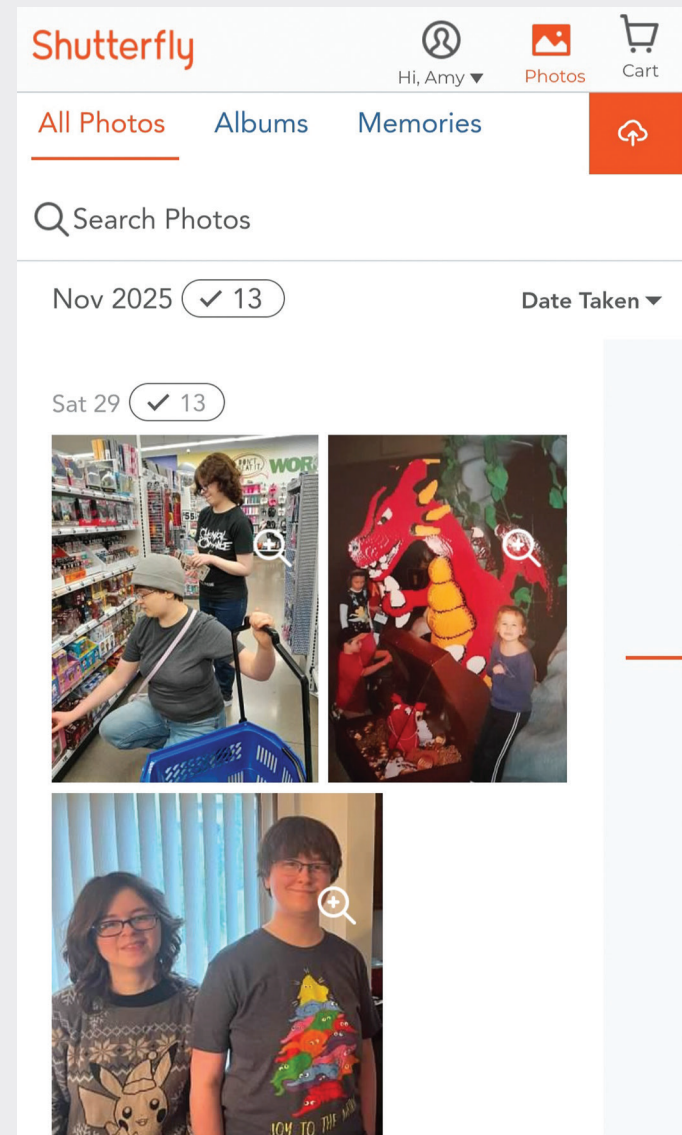 Shutterfly
Hi, Amy ▼
Photos
Cart
All Photos
Albums
Memories
Search Photos
Nov 2025 ✓ 13
Date Taken ▼
Sat 29 ✓ 13
JOY TO THE